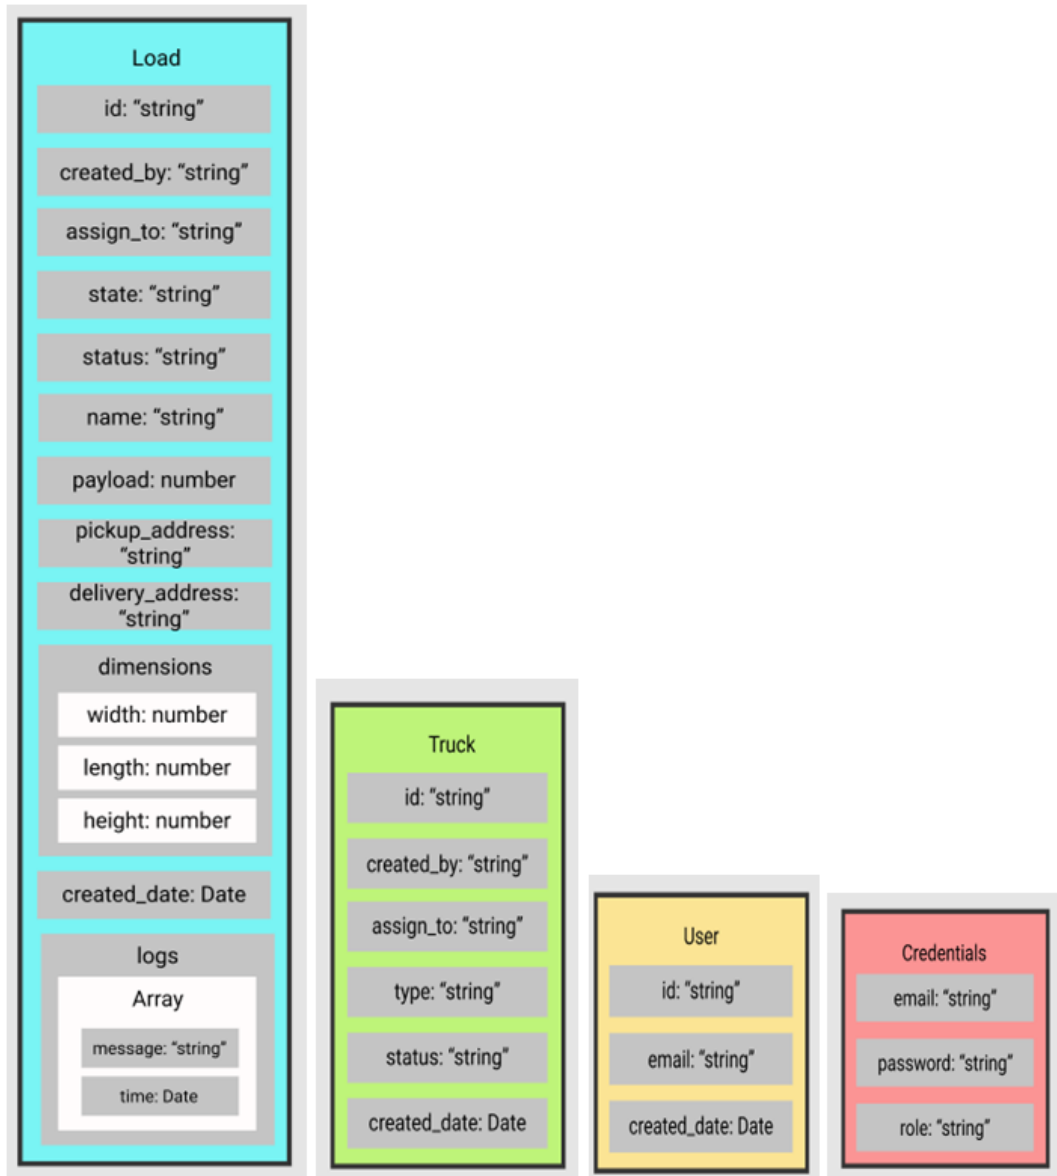 Load
id: “string”
created_by: “string”
assign_to: “string”
state: “string”
status: “string”
name: “string”
payload: number
pickup_address:
“string”
delivery_address:
“string”
dimensions
width: number
length: number
height: number
created_date: Date
logs
Array
message: “string”
time: Date
Truck
id: “string”
created_by: “string”
assign_to: “string”
type: “string”
status: “string”
created_date: Date
User
id: “string”
email: “string”
created_date: Date
Credentials
email: “string”
password: “string”
role: “string”